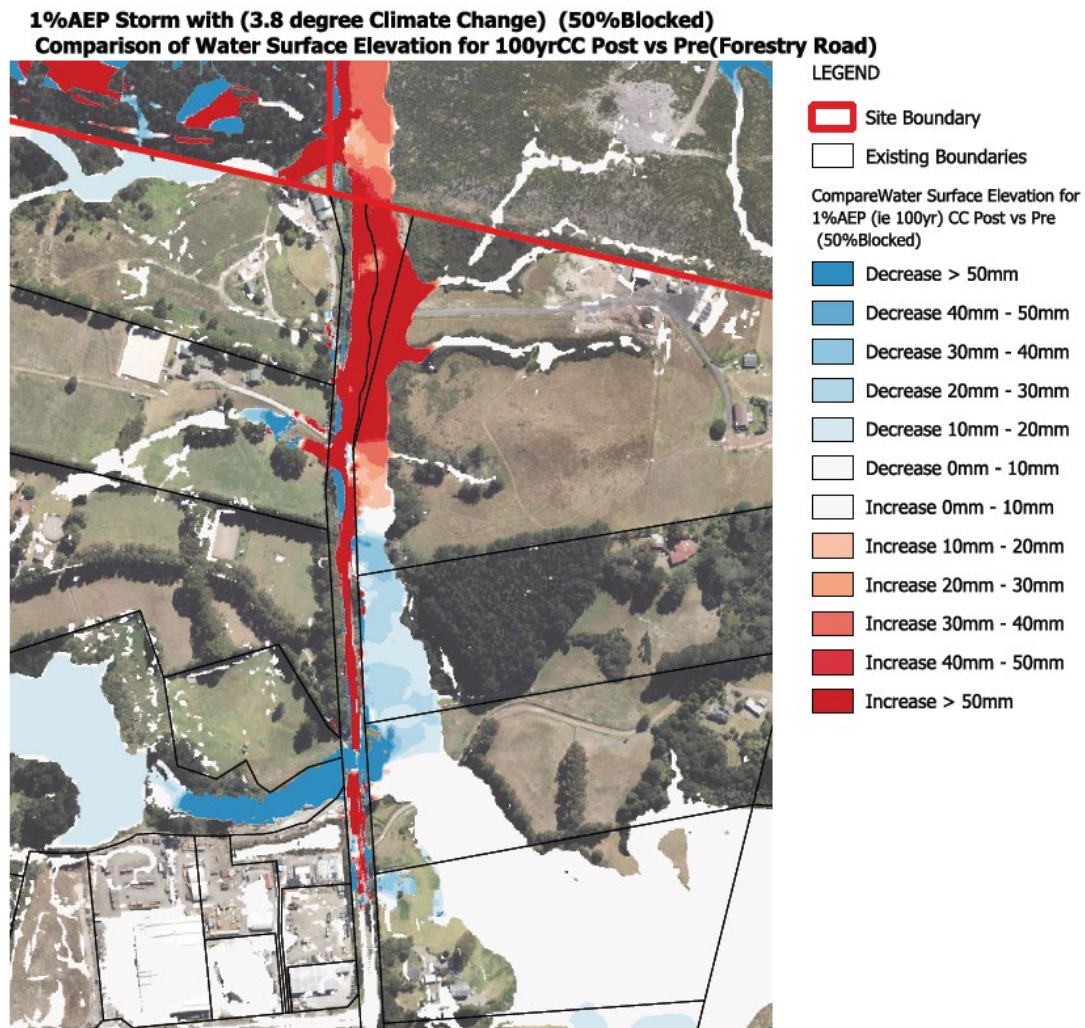 1%AEP Storm with (3.8 degree Climate Change) (50%Blocked)
Comparison of Water Surface Elevation for 100yrCC Post vs Pre(Forestry Road)
LEGEND
Site Boundary
Existing Boundaries
CompareWater Surface Elevation for
1%AEP (ie 100yr) CC Post vs Pre
(50%Blocked)
Decrease > 50mm
Decrease 40mm - 50mm
Decrease 30mm - 40mm
Decrease 20mm - 30mm
Decrease 10mm - 20mm
Decrease 0mm - 10mm
Increase 0mm - 10mm
Increase 10mm - 20mm
Increase 20mm - 30mm
Increase 30mm - 40mm
Increase 40mm - 50mm
Increase > 50mm